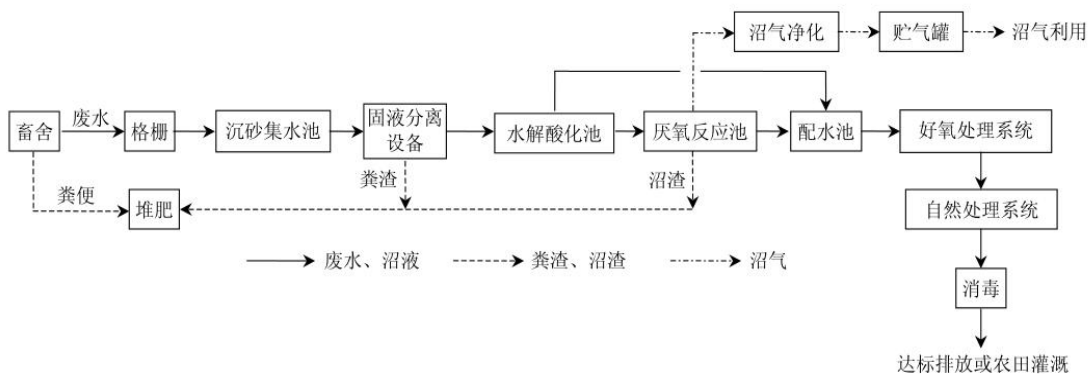 沼气净化
贮气罐
沼气利用
畜舍
废水
格栅
沉砂集水池
固液分离
设备
水解酸化池
厌氧反应池
配水池
好氧处理系统
粪便
堆肥
粪渣
沼渣
自然处理系统
废水、沼液
粪渣、沼渣
沼气
消毒
达标排放或农田灌溉